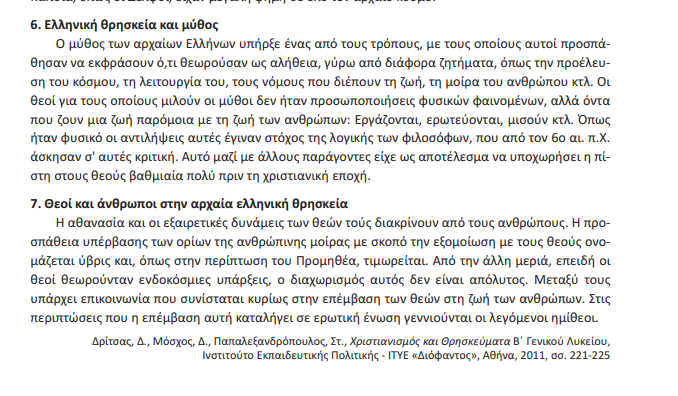 6. Ελληνική θρησκεία και μύθος
Ο μύθος των αρχαίων Ελλήνων υπήρξε ένας από τους τρόπους, με τους οποίους αυτοί προσπά-
θησαν να εκφράσουν ό,τι θεωρούσαν ως αλήθεια, γύρω από διάφορα ζητήματα, όπως την προέλευ-
ση του κόσμου, τη λειτουργία του, τους νόμους που διέπουν τη ζωή, τη μοίρα του ανθρώπου κτλ. Οι
θεοί για τους οποίους μιλούν οι μύθοι δεν ήταν προσωποποιήσεις φυσικών φαινομένων, αλλά όντα
που ζουν μια ζωή παρόμοια με τη ζωή των ανθρώπων: Εργάζονται, ερωτεύονται, μισούν κτλ. Όπως
ήταν φυσικό οι αντιλήψεις αυτές έγιναν στόχος της λογικής των φιλοσόφων, που από τον 6ο αι. π.Χ.
άσκησαν σ' αυτές κριτική. Αυτό μαζί με άλλους παράγοντες είχε ως αποτέλεσμα να υποχωρήσει η πί-
στη στους θεούς βαθμιαία πολύ πριν τη χριστιανική εποχή.
7. Θεοί και άνθρωποι στην αρχαία ελληνική θρησκεία
Η αθανασία και οι εξαιρετικές δυνάμεις των θεών τούς διακρίνουν από τους ανθρώπους. Η προ-
σπάθεια υπέρβασης των ορίων της ανθρώπινης μοίρας με σκοπό την εξομοίωση με τους θεούς ονο-
μάζεται ύβρις και, όπως στην περίπτωση του Προμηθέα, τιμωρείται. Από την άλλη μεριά, επειδή οι
θεοί θεωρούνταν ενδοκόσμιες υπάρξεις, ο διαχωρισμός αυτός δεν είναι απόλυτος. Μεταξύ τους
υπάρχει επικοινωνία που συνίσταται κυρίως στην επέμβαση των θεών στη ζωή των ανθρώπων. Στις
περιπτώσεις που η επέμβαση αυτή καταλήγει σε ερωτική ένωση γεννιούνται οι λεγόμενοι ημίθεοι.
Δρίτσας, Δ., Μόσχος, Δ., Παπαλεξανδρόπουλος, Στ., Χριστιανισμός και Θρησκεύματα Β΄ Γενικού Λυκείου,
Ινστιτούτο Εκπαιδευτικής Πολιτικής - ΙΤΥΕ «Διόφαντος», Αθήνα, 2011, σσ. 221-225